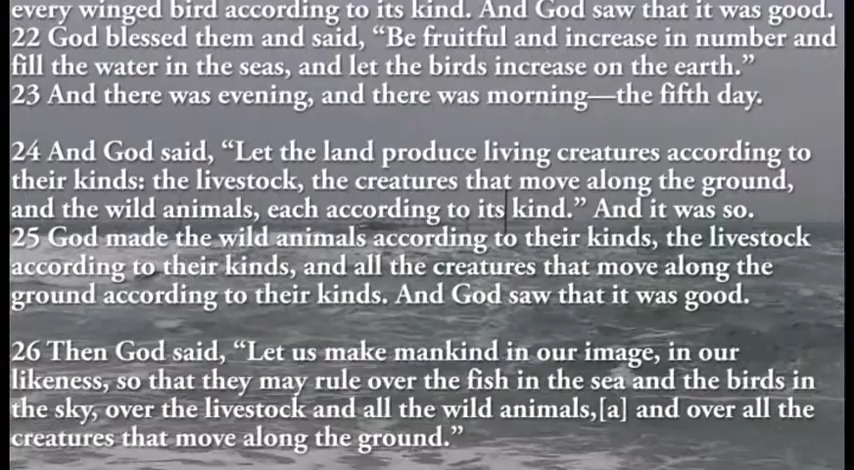 every winged bird according to its kind. And God saw that it was good.
22 God blessed them and said, “Be fruitful and increase in number and
fill the water in the seas, and let the birds increase on the earth.”
23 And there was evening, and there was morning—the fifth day.
24 And God said, “Let the land produce living creatures according to
their kinds: the livestock, the creatures that move along the ground,
and the wild animals, each according to its kind.” And it was so.
25 God made the wild animals according to their kinds, the livestock
according to their kinds, and all the creatures that move along the
ground according to their kinds. And God saw that it was good.
26 Then God said, “Let us make mankind in our image, in our
likeness, so that they may rule over the fish in the sea and the birds in
the sky, over the livestock and all the wild animals,[a] and over all the
creatures that move along the ground.”